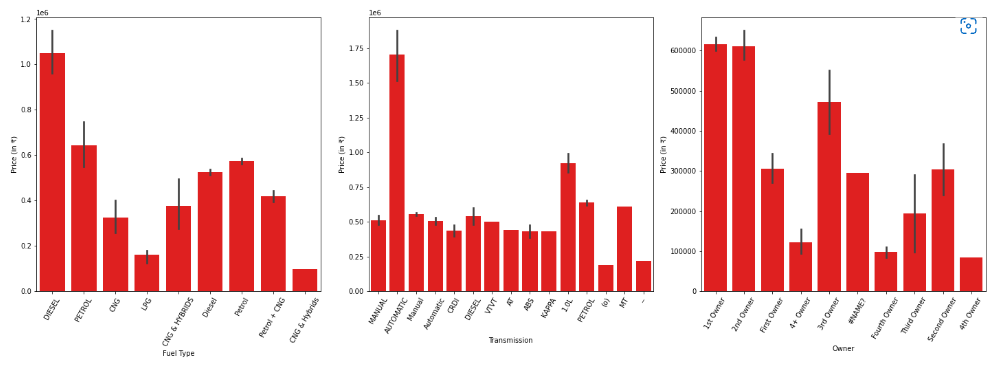 1e6
1.2
1.0
0.8
0.6
0.4
0.2
0.0
Price (in ₹)
DIESEL
PETROL
CNG
LPG
CNG & HYBRIDS
Diesel
Petrol
Petrol + CNG
CNG & Hybrids
Fuel Type
1e6
1.75
1.50
1.25
1.00
0.75
0.50
0.25
0.00
Price (in ₹)
MANUAL
AUTOMATIC
Manual
Automatic
CRDI
DIESEL
VTVT
AT
ABS
KAPPA
1.0L
PETROL
(o)
MT
~
Transmission
600000
500000
400000
300000
200000
100000
0
Price (in ₹)
1st Owner
2nd Owner
First Owner
4+ Owner
3rd Owner
#NAME?
Fourth Owner
Third Owner
Second Owner
4th Owner
Owner